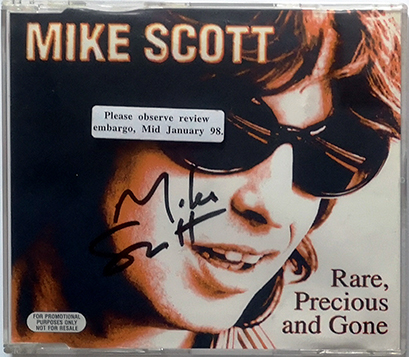 MIKE SCOTT
Please observe review
embargo, Mid January 98.
Mike
Scott
Rare,
Precious
and Gone
FOR PROMOTIONAL
PURPOSES ONLY
NOT FOR RESALE